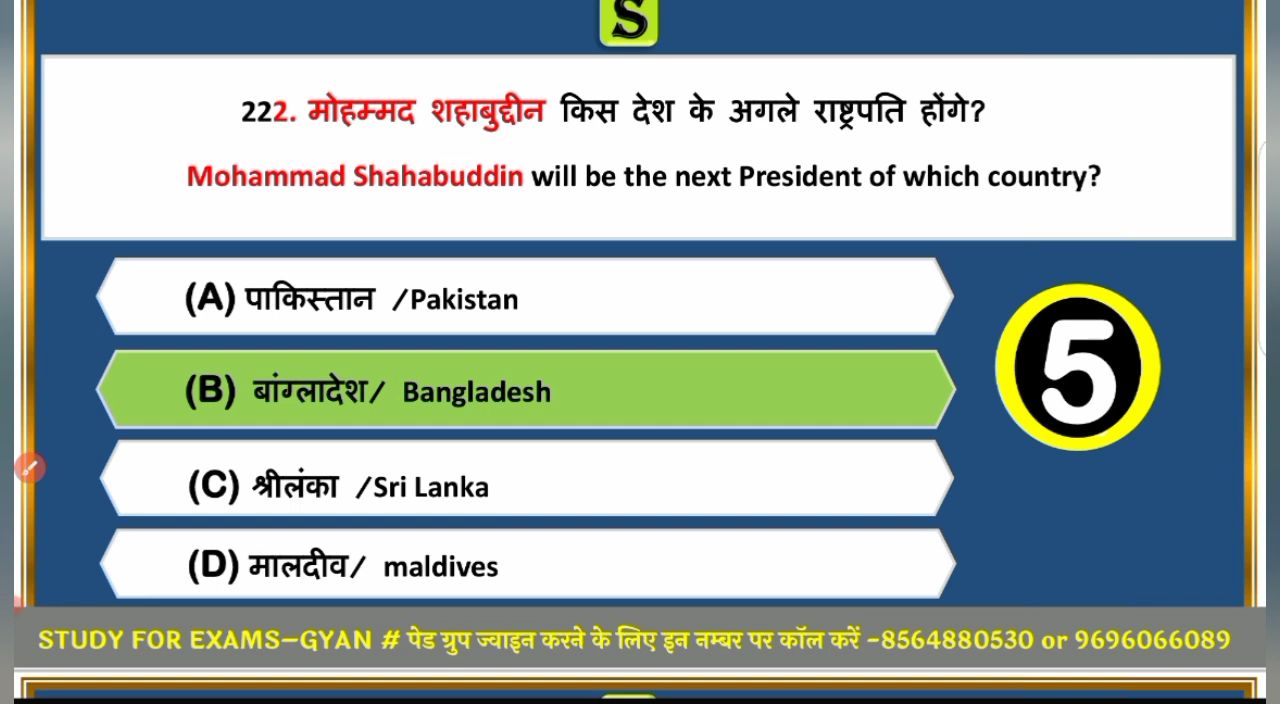 S
222. मोहम्मद शहाबुद्दीन किस देश के अगले राष्ट्रपति होंगे?
Mohammad Shahabuddin will be the next President of which country?
(A) पाकिस्तान /Pakistan
(B) बांग्लादेश/ Bangladesh
5
(C) श्रीलंका /Sri Lanka
(D) मालदीव/ maldives
STUDY FOR EXAMS-GYAN # पेड ग्रुप ज्वाइन करने के लिए इन नम्बर पर कॉल करें -8564880530 or 9696066089